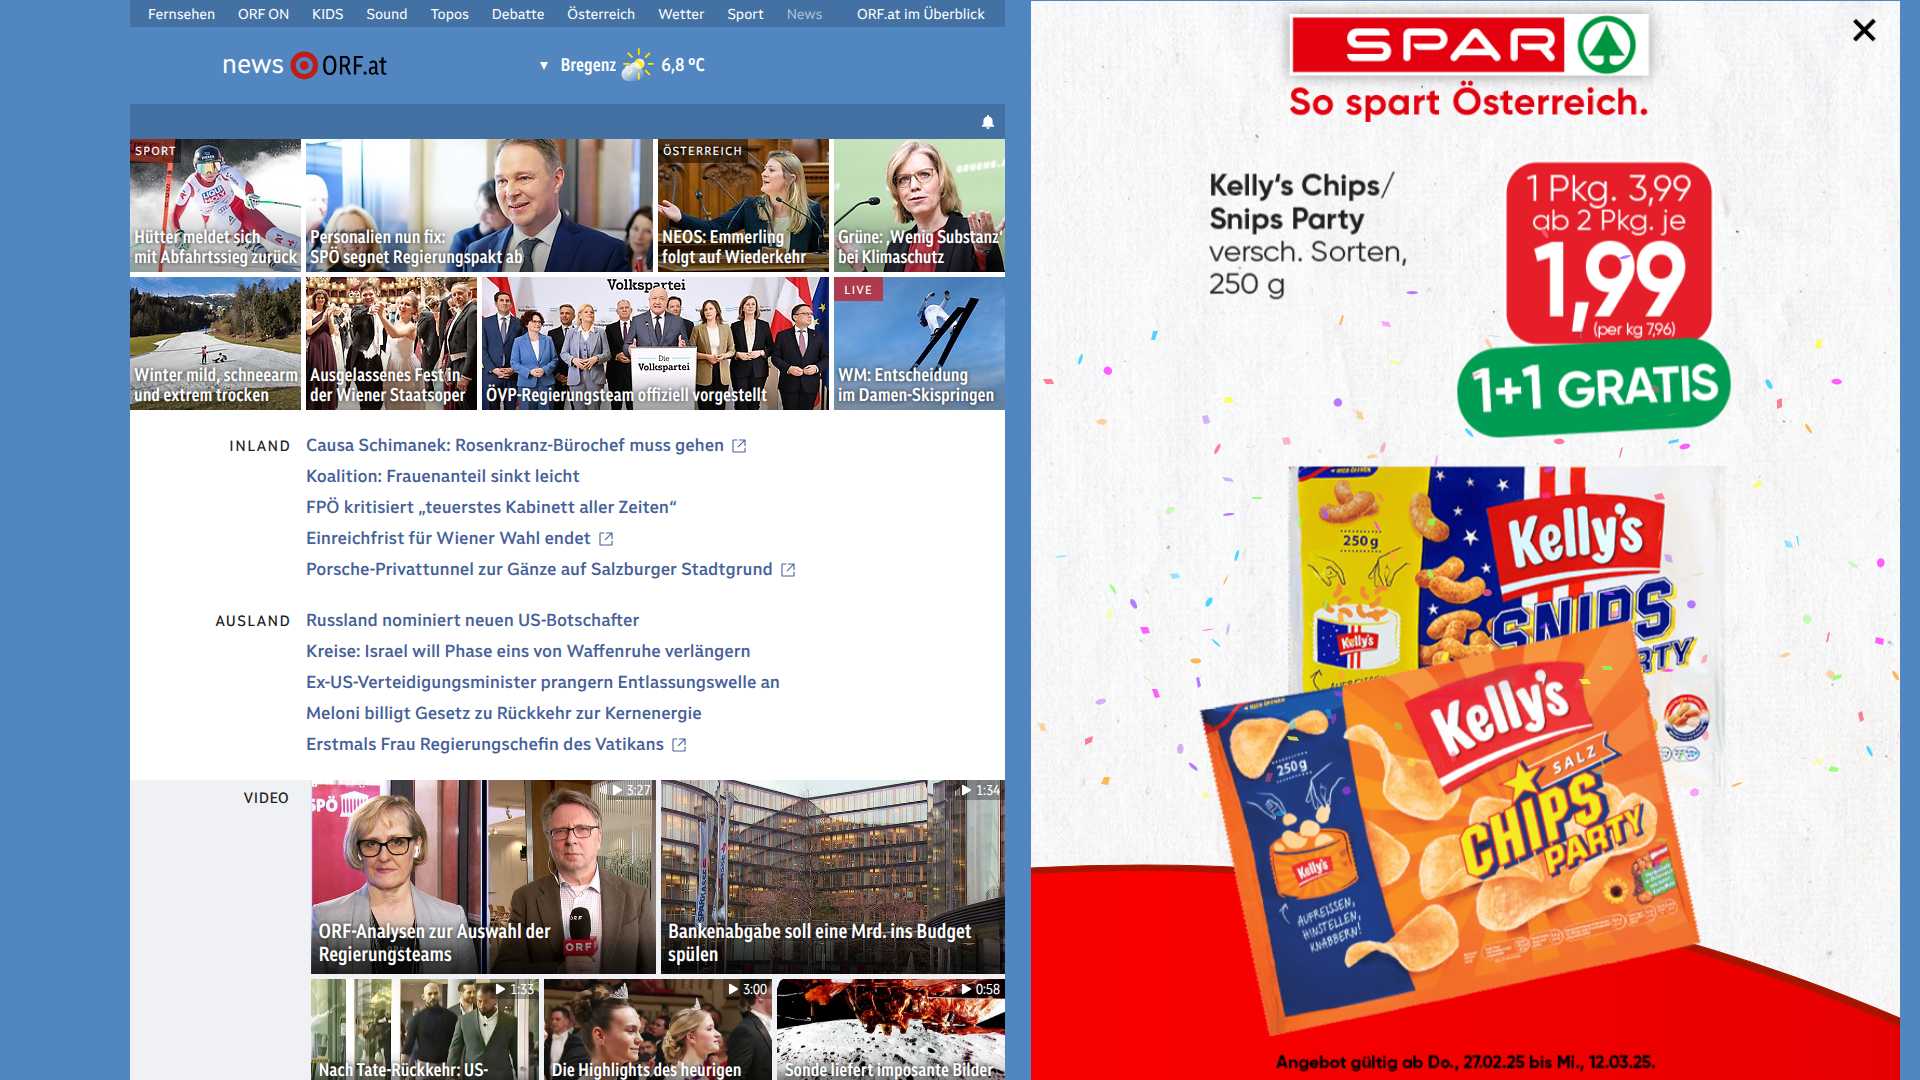 Fernsehen ORF ON KIDS Sound Topos Debatte Österreich Wetter Sport News ORF.at im Überblick
news ORF.at
▼ Bregenz 6,8 °C
SPORT
Hütter meldet sich
mit Abfahrtssieg zurück
Personalien nun fix:
SPÖ segnet Regierungspakt ab
ÖSTERREICH
NEOS: Emmerling
folgt auf Wiederkehr
Grüne: „Wenig Substanz“
bei Klimaschutz
Winter mild, schneearm
und extrem trocken
Ausgelassenes Fest in
der Wiener Staatsoper
Volkspartei
Die
Volkspartei
ÖVP-Regierungsteam offiziell vorgestellt
LIVE
WM: Entscheidung
im Damen-Skispringen
INLAND
Causa Schimanek: Rosenkranz-Bürochef muss gehen
Koalition: Frauenanteil sinkt leicht
FPÖ kritisiert „teuerstes Kabinett aller Zeiten“
Einreichfrist für Wiener Wahl endet
Porsche-Privattunnel zur Gänze auf Salzburger Stadtgrund
AUSLAND
Russland nominiert neuen US-Botschafter
Kreise: Israel will Phase eins von Waffenruhe verlängern
Ex-US-Verteidigungsminister prangern Entlassungswelle an
Meloni billigt Gesetz zu Rückkehr zur Kernenergie
Erstmals Frau Regierungschefin des Vatikans
VIDEO
SPÖ
3:27
ORF
ORF-Analysen zur Auswahl der
Regierungsteams
1:34
SPARKASSE
Bankenabgabe soll eine Mrd. ins Budget
spülen
1:33
Nach Tate-Rückkehr: US-
3:00
Die Highlights des heurigen
0:58
Sonde liefert imposante Bilder
SPAR
So spart Österreich.
Kelly's Chips/
Snips Party
versch. Sorten,
250 g
1 Pkg. 3,99
ab 2 Pkg. je
1,99
(per kg 7,96)
1+1 GRATIS
250 g
Kelly's
Kelly's
SNIPS
PARTY
Kelly's
250 g
SALZ
CHIPS
PARTY
Kelly's
AUFREISSEN,
HINSTELLEN,
KNABBERN!
Angebot gültig ab Do., 27.02.25 bis Mi., 12.03.25.